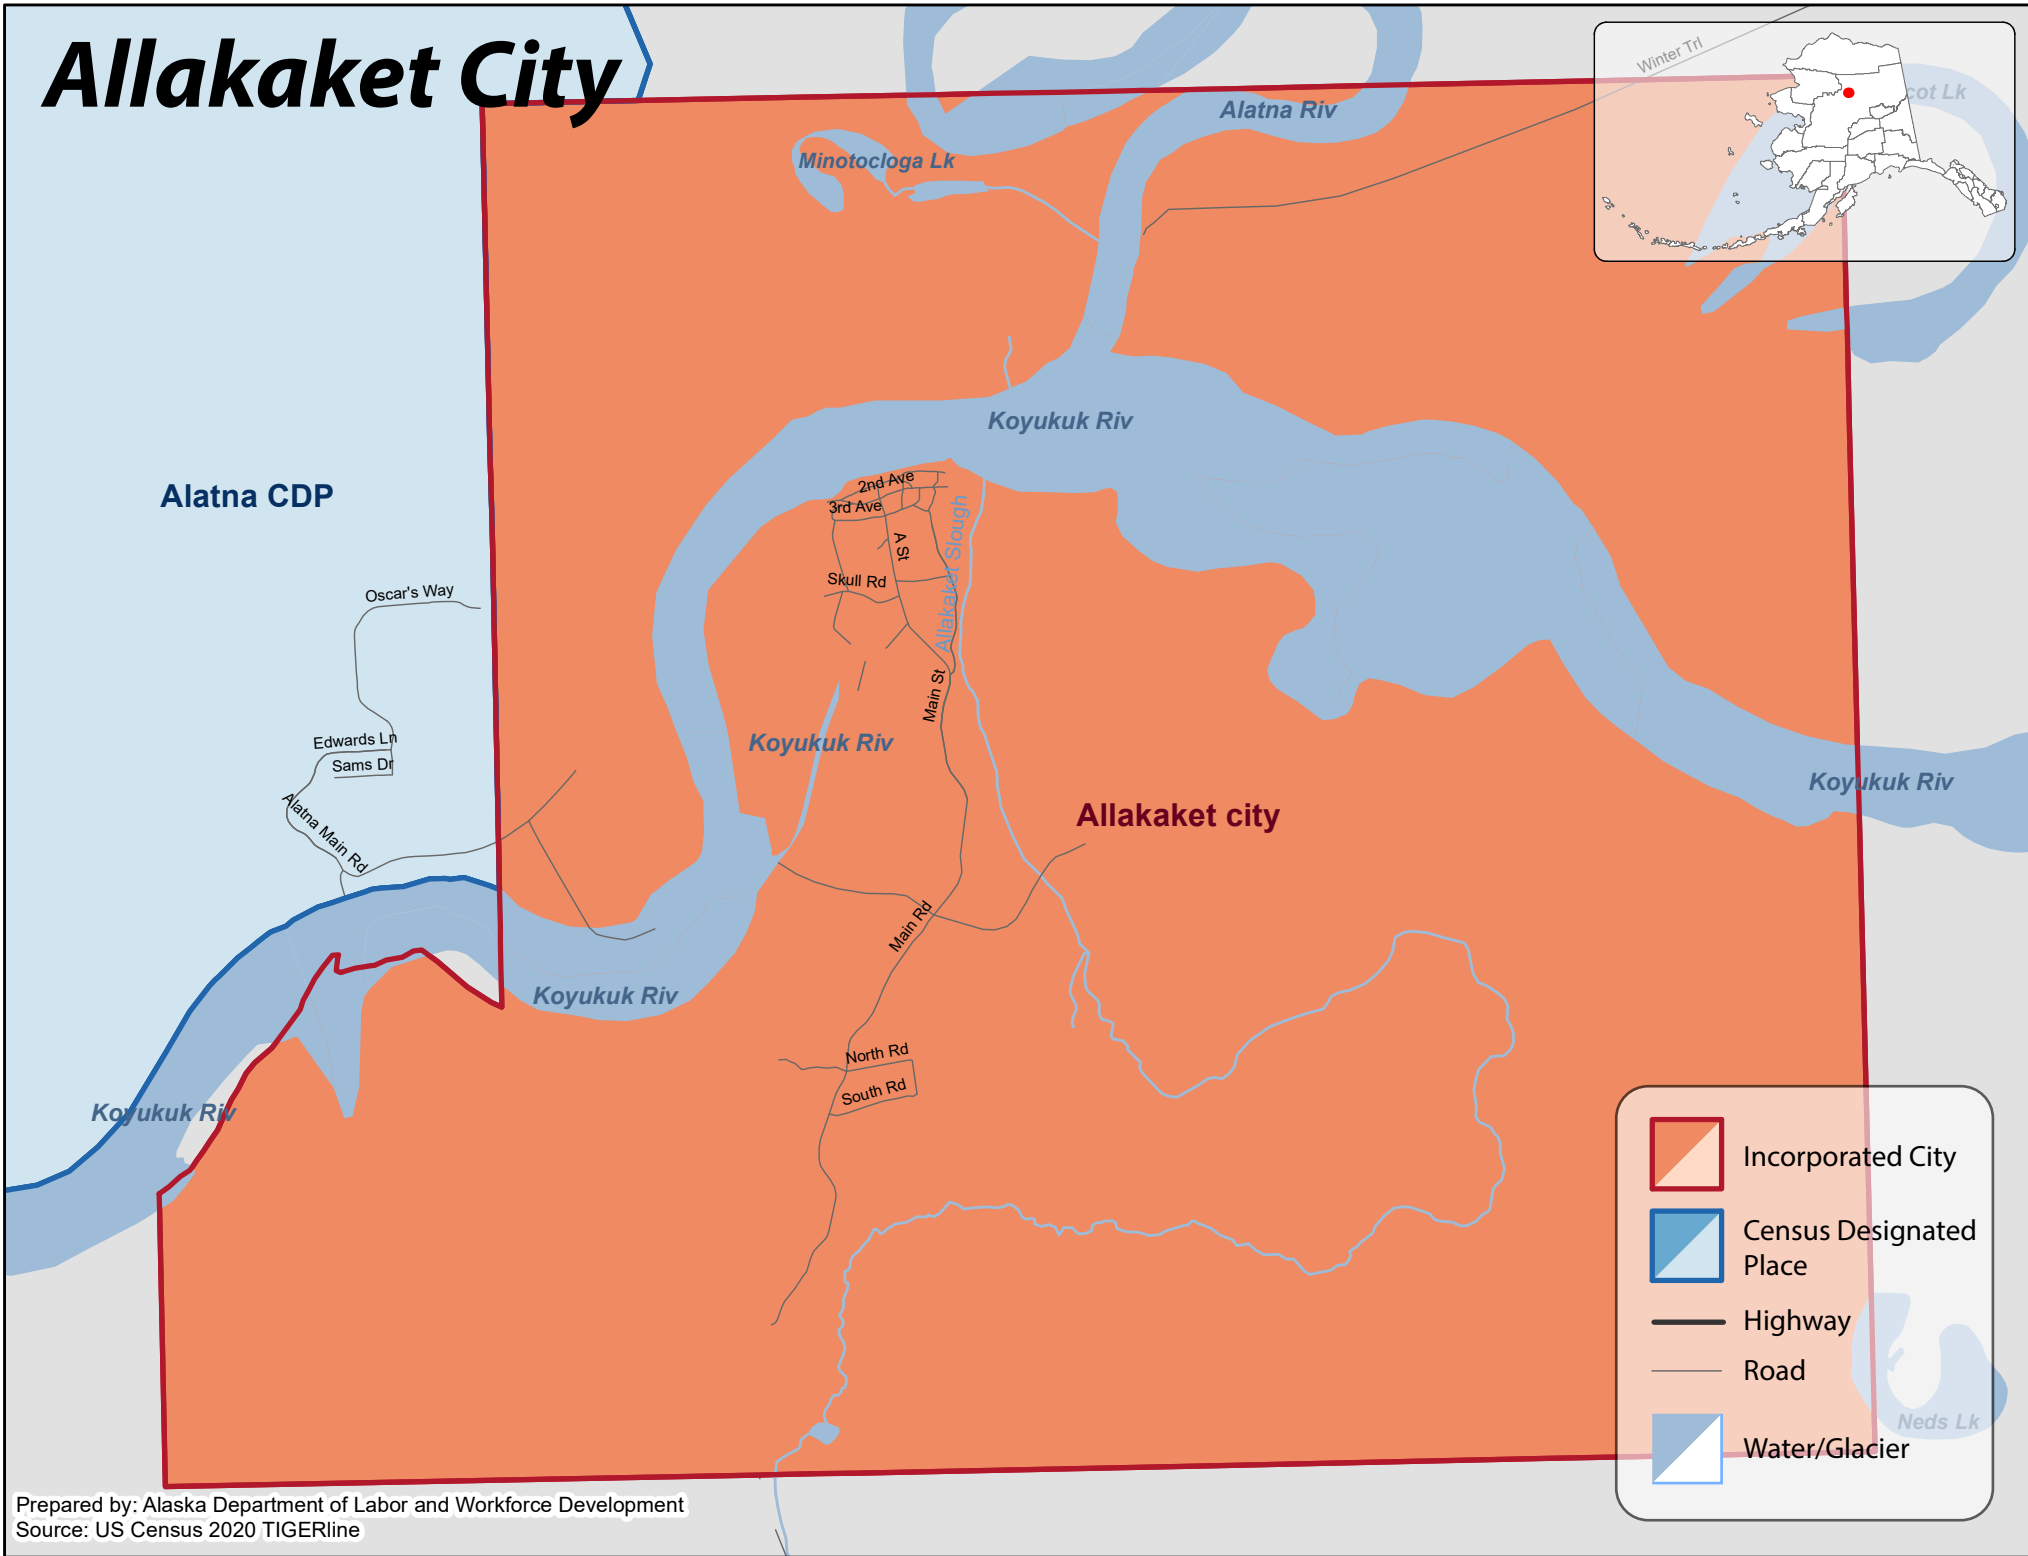 Allakaket City
Winter Trl
cot Lk
Alatna Riv
Minotocloga Lk
Koyukuk Riv
Alatna CDP
2nd Ave
3rd Ave
A St
Allakaket Slough
Skull Rd
Oscar's Way
Main St
Edwards Ln
Sams Dr
Koyukuk Riv
Koyukuk Riv
Alatna Main Rd
Allakaket city
Main Rd
Koyukuk Riv
North Rd
South Rd
Koyukuk Riv
Incorporated City
Census Designated
Place
Highway
Road
Neds Lk
Water/Glacier
Prepared by: Alaska Department of Labor and Workforce Development
Source: US Census 2020 TIGERline